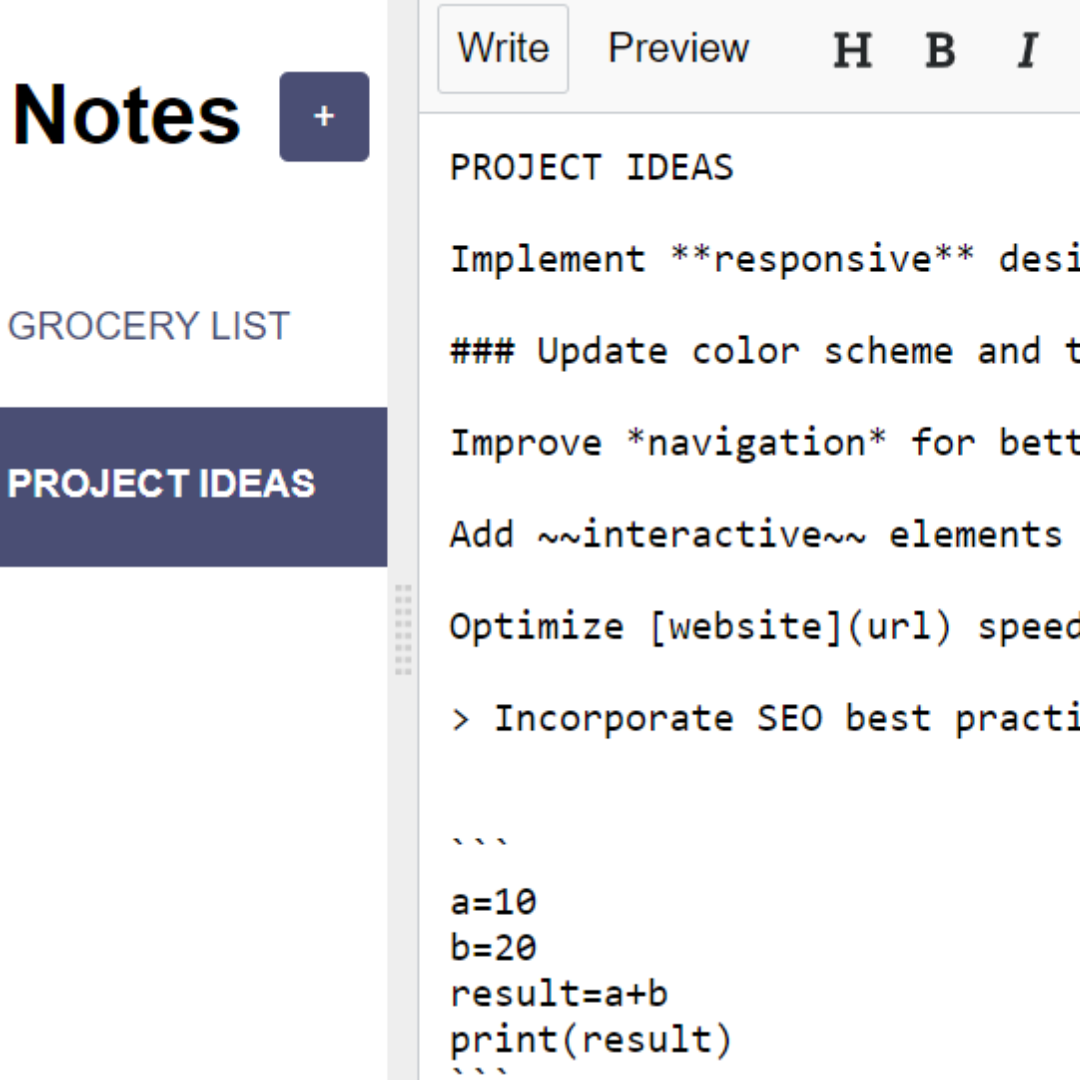 Notes
+
GROCERY LIST
PROJECT IDEAS
Write Preview H B I
PROJECT IDEAS
Implement **responsive** desi
### Update color scheme and t
Improve *navigation* for bett
Add ~~interactive~~ elements
Optimize [website](url) speed
> Incorporate SEO best practi
```
a=10
b=20
result=a+b
print(result)
```